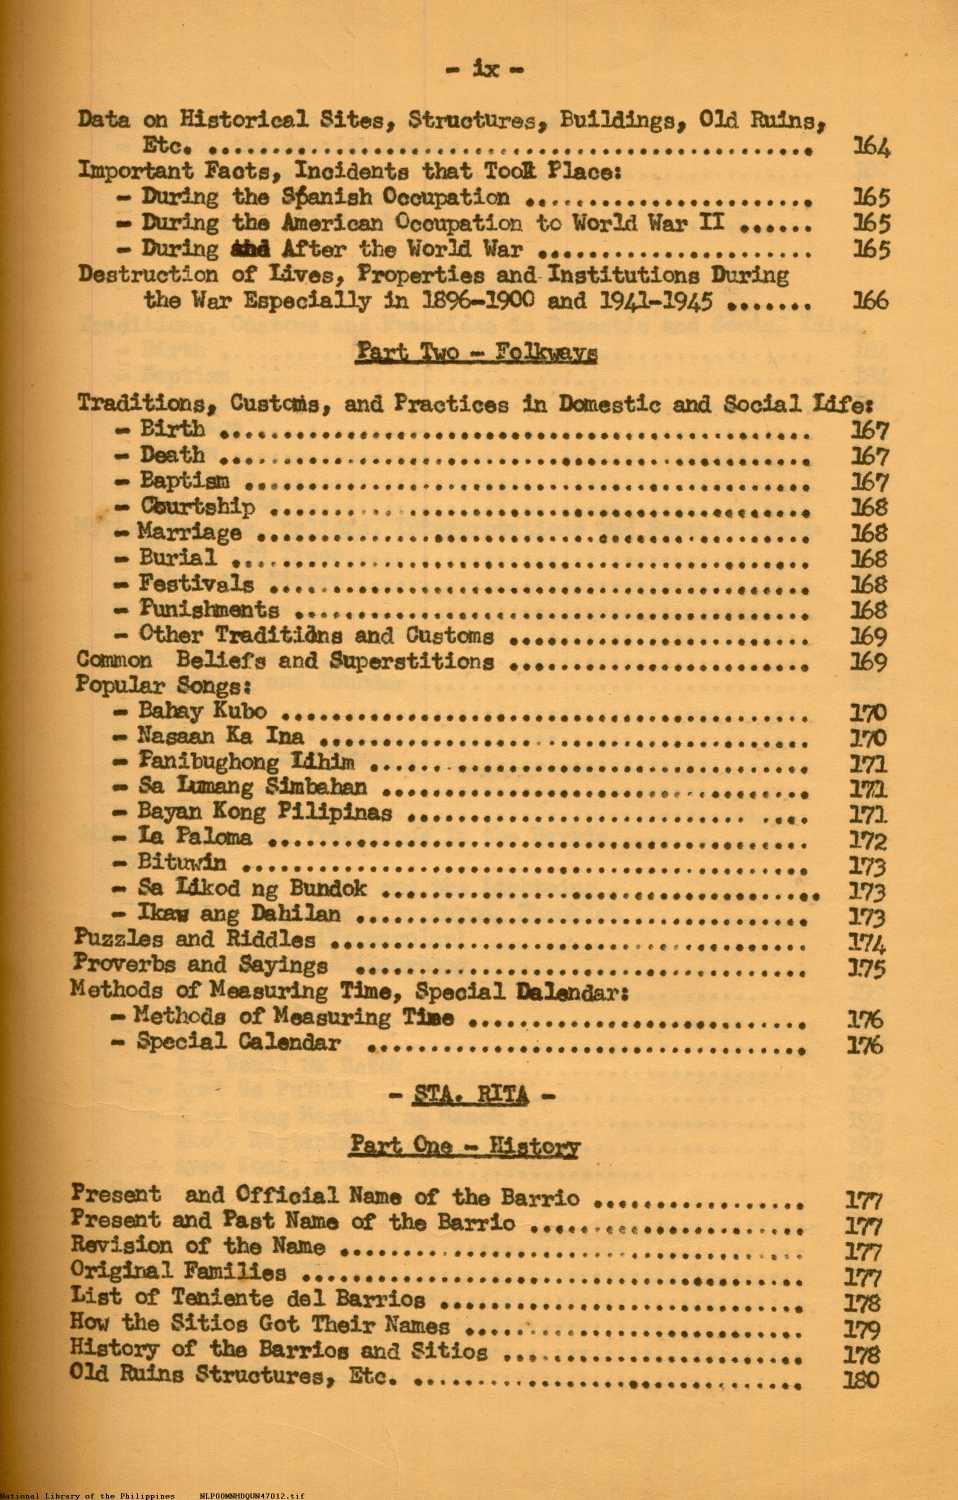 - ix -
Data on Historical Sites, Structures, Buildings, Old Ruins,
Etc. ................................................ 164
Important Facts, Incidents that Took Place:
- During the Spanish Occupation ....................... 165
- During the American Occupation to World War II ...... 165
- During and After the World War ...................... 165
Destruction of Lives, Properties and Institutions During
the War Especially in 1896-1900 and 1941-1945 ....... 166
Part Two - Folkways
Traditions, Customs, and Practices in Domestic and Social Life:
- Birth ............................................... 167
- Death ............................................... 167
- Baptism ............................................. 167
- Courtship ........................................... 168
- Marriage ............................................ 168
- Burial .............................................. 168
- Festivals ........................................... 168
- Punishments ......................................... 168
- Other Traditions and Customs ........................ 169
Common Beliefs and Superstitions ........................ 169
Popular Songs:
- Bahay Kubo .......................................... 170
- Nasaan Ka Ina ....................................... 170
- Panibughong Lihim ................................... 171
- Sa Lumang Simbahan .................................. 171
- Bayan Kong Pilipinas ........................... .... 171
- La Paloma ........................................... 172
- Bituwin ............................................. 173
- Sa Likod ng Bundok .................................. 173
- Ikaw ang Dahilan .................................... 173
Puzzles and Riddles ..................................... 174
Proverbs and Sayings .................................... 175
Methods of Measuring Time, Special Dalendar:
- Methods of Measuring Time ........................... 176
- Special Calendar ................................... 176
- STA. RITA -
Part One - History
Present and Official Name of the Barrio ................. 177
Present and Past Name of the Barrio ...................... 177
Revision of the Name ..................................... 177
Original Families ........................................ 177
List of Teniente del Barrios ............................. 178
How the Sitios Got Their Names ........................... 179
History of the Barrios and Sitios ........................ 178
Old Ruins Structures, Etc. ............................... 180
National Library of the Philippines NLPOOMNHDQUN47012.tif